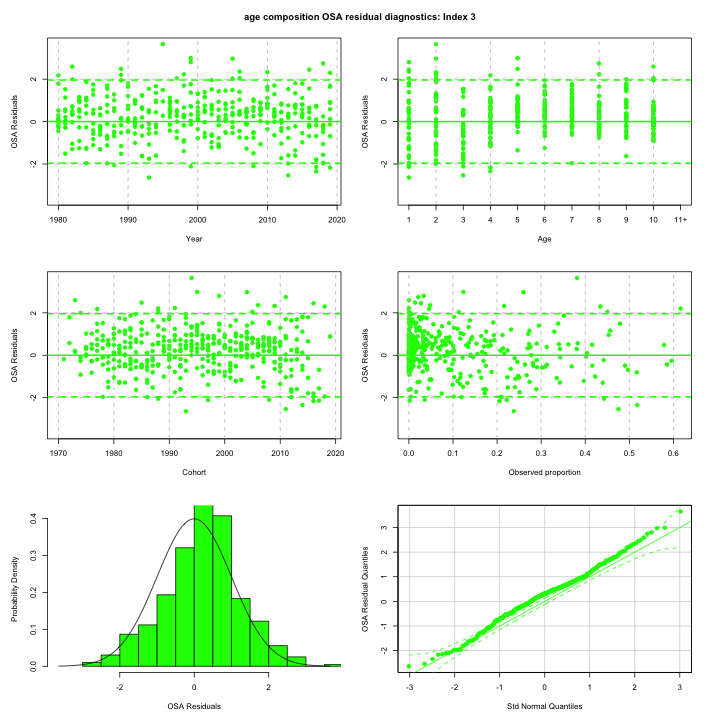 age composition OSA residual diagnostics: Index 3
OSA Residuals
2
0
-2
1980 1990 2000 2010 2020
Year
OSA Residuals
2
0
-2
1 2 3 4 5 6 7 8 9 10 11+
Age
OSA Residuals
2
0
-2
1970 1980 1990 2000 2010 2020
Cohort
OSA Residuals
2
0
-2
0.0 0.1 0.2 0.3 0.4 0.5 0.6
Observed proportion
Probability Density
0.4
0.3
0.2
0.1
0.0
-2 0 2
OSA Residuals
OSA Residual Quantiles
3
2
1
0
-1
-2
-3 -2 -1 0 1 2 3
Std Normal Quantiles